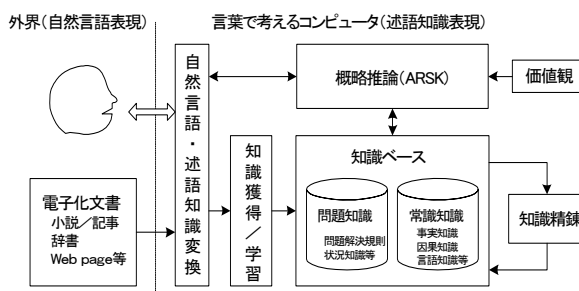 外界(自然言語表現)
言葉で考えるコンピュータ(述語知識表現)
自然言語・述語知識変換
概略推論(ARSK)
価値観
知識獲得/学習
知識ベース
問題知識
問題解決規則
状況知識等
常識知識
事実知識
因果知識
言語知識等
知識精錬
電子化文書
小説/記事
辞書
Web page等